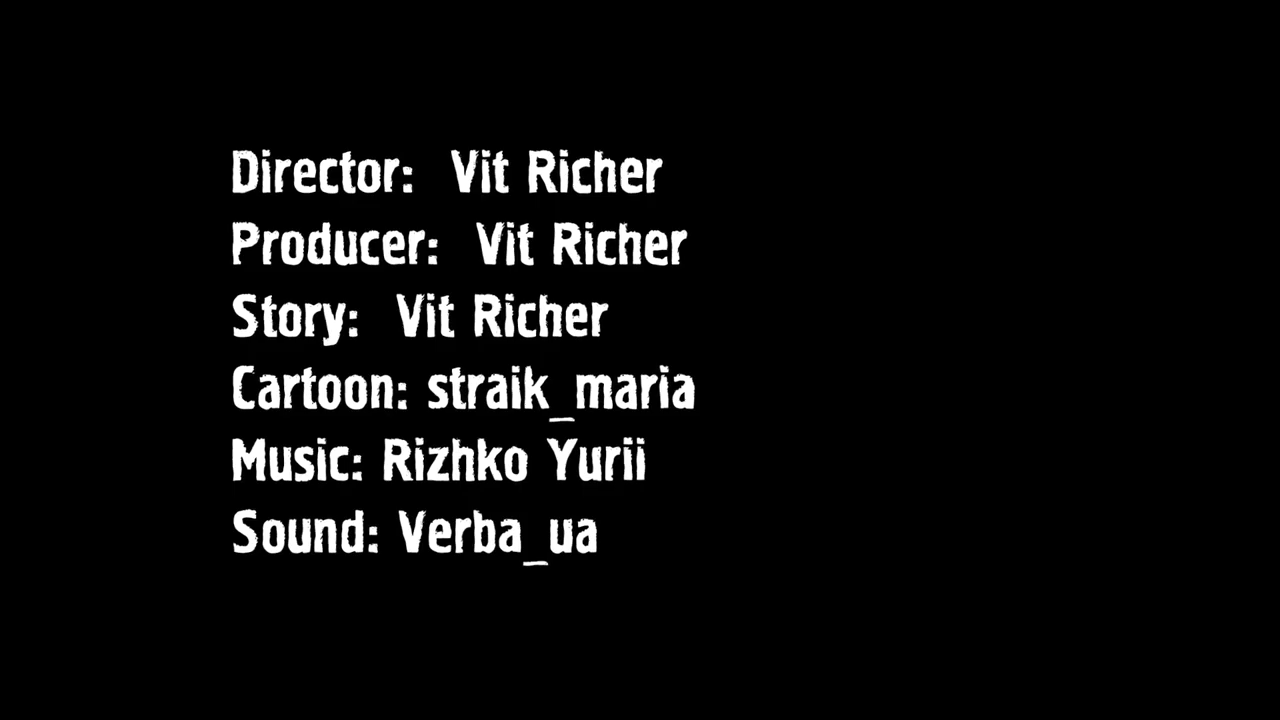 Director:  Vit Richer
Producer:  Vit Richer
Story:  Vit Richer
Cartoon: straik_maria
Music: Rizhko Yurii
Sound: Verba_ua